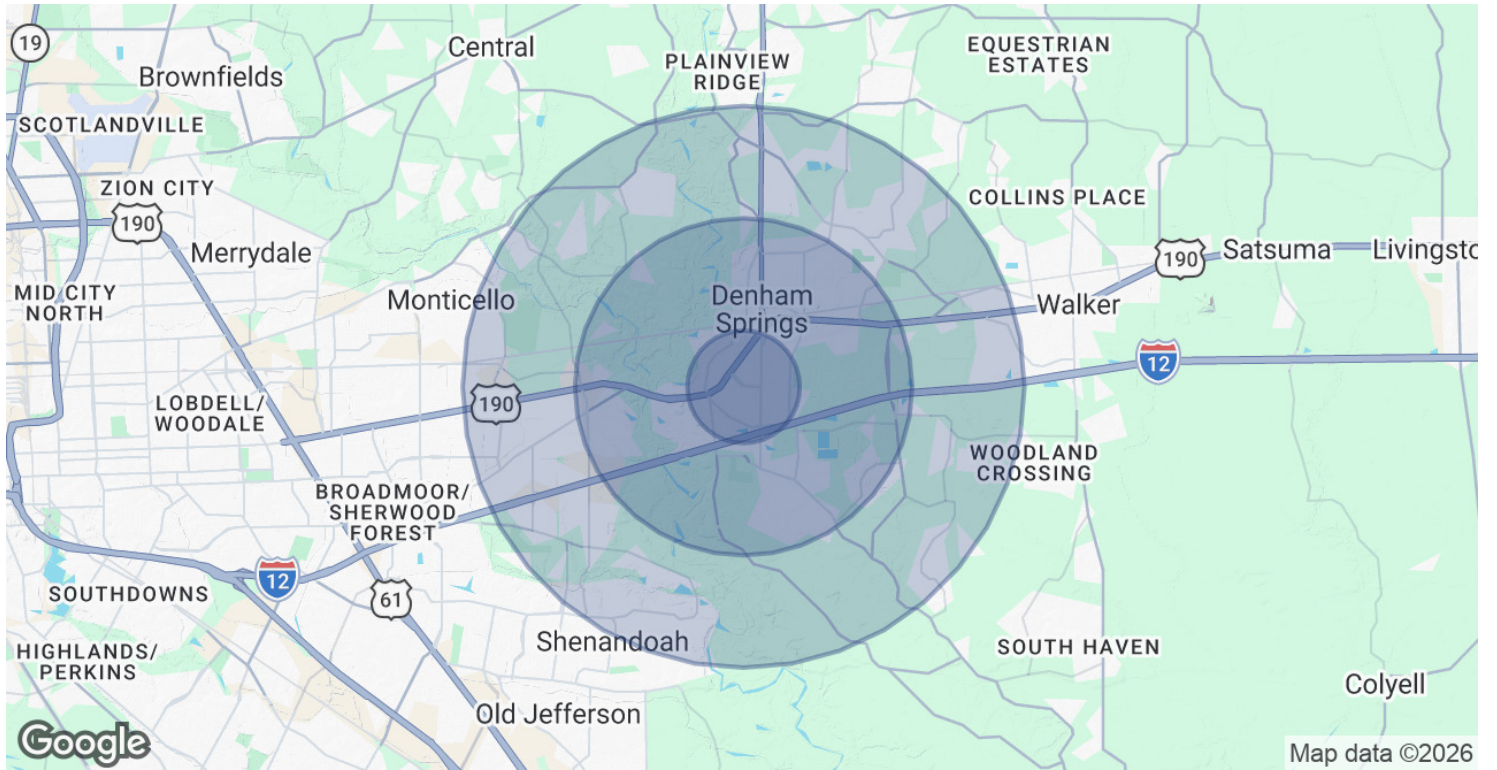 19
Central
EQUESTRIAN
ESTATES
PLAINVIEW
RIDGE
Brownfields
SCOTLANDVILLE
ZION CITY
COLLINS PLACE
190
Merrydale
190
Satsuma
Livingsto
MID CITY
NORTH
Monticello
Denham
Springs
Walker
12
190
LOBDELL/
WOODALE
WOODLAND
CROSSING
BROADMOOR/
SHERWOOD
FOREST
12
SOUTHDOWNS
61
Shenandoah
SOUTH HAVEN
HIGHLANDS/
PERKINS
Colyell
Old Jefferson
Google
Map data ©2026